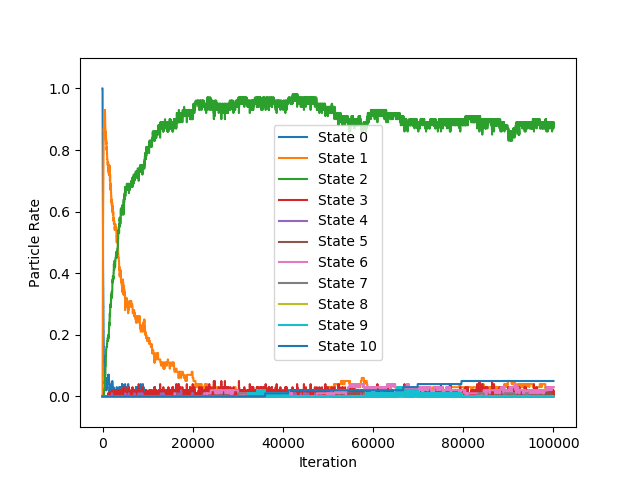 1.0
0.8
0.6
0.4
0.2
0.0
Particle Rate
State 0
State 1
State 2
State 3
State 4
State 5
State 6
State 7
State 8
State 9
State 10
0 20000 40000 60000 80000 100000
Iteration